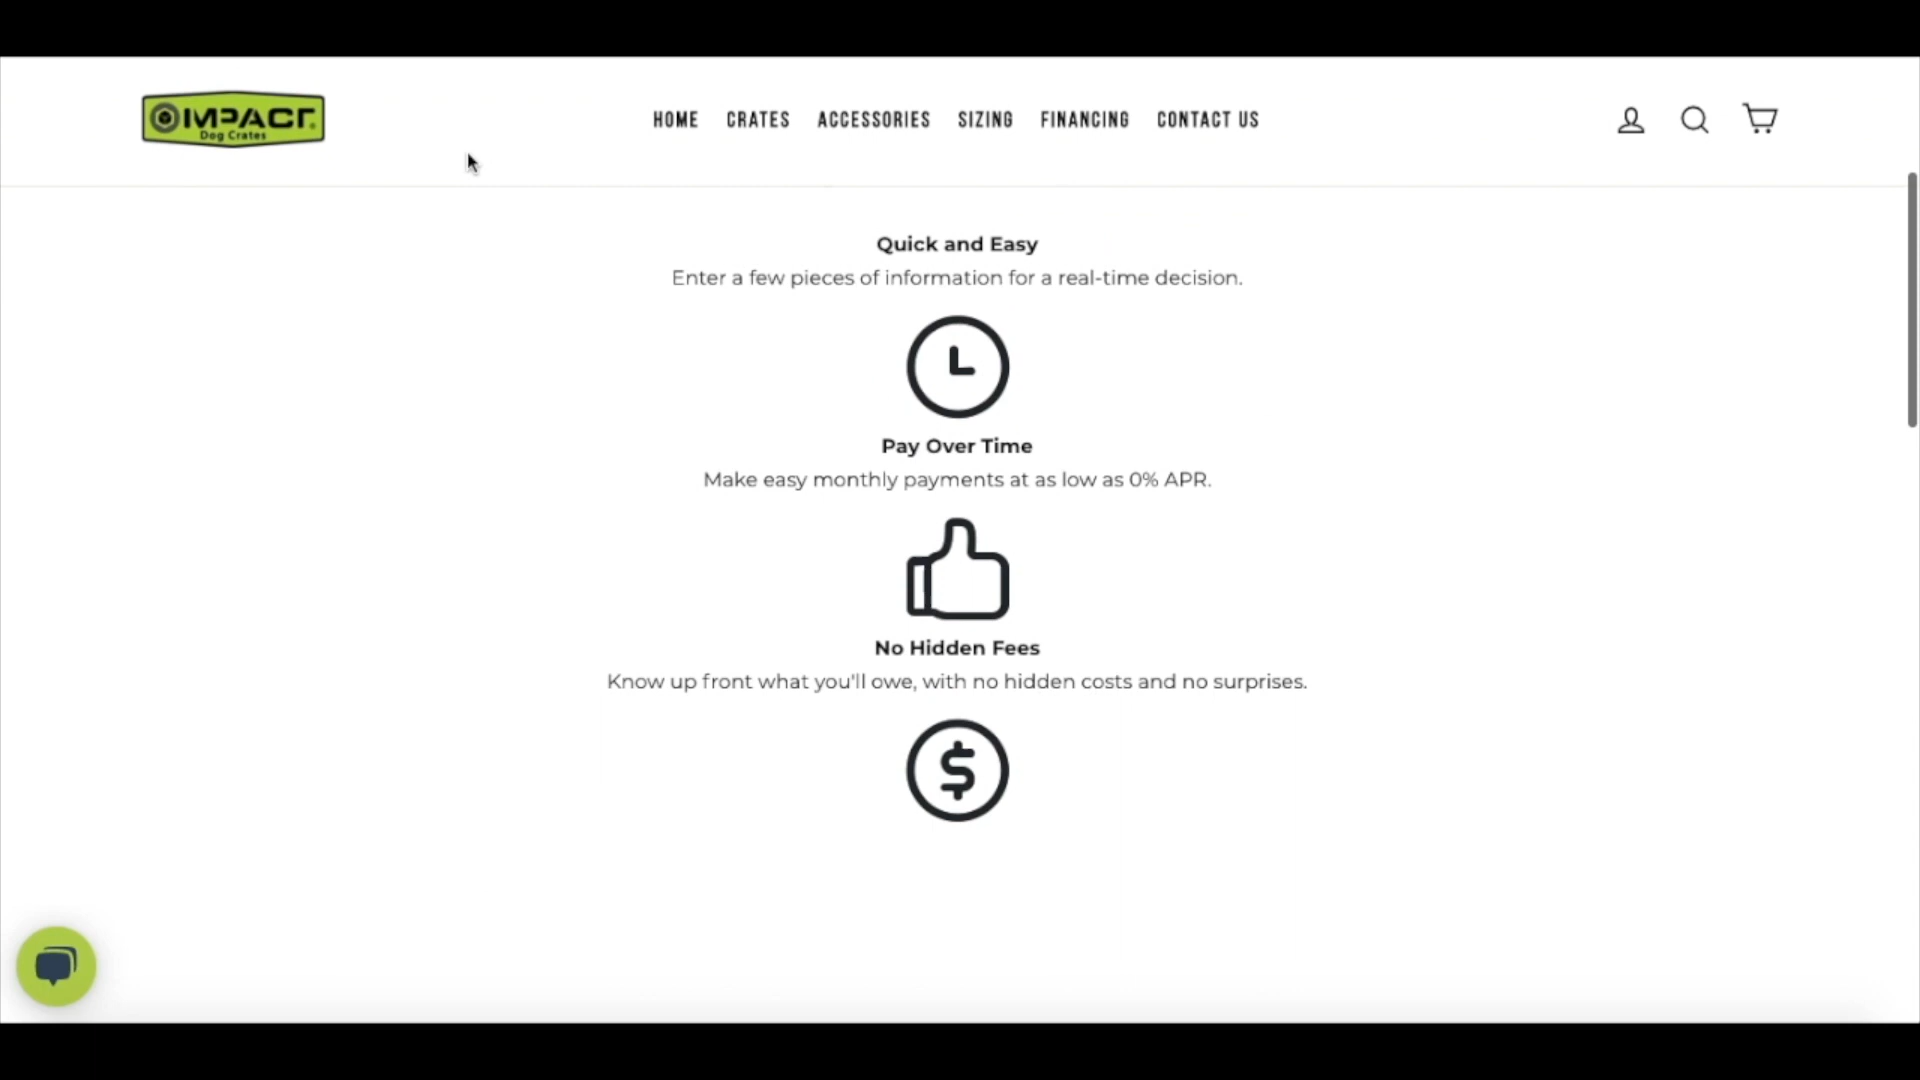 IMPACT
Dog Crates
HOME CRATES ACCESSORIES SIZING FINANCING CONTACT US
Quick and Easy
Enter a few pieces of information for a real-time decision.
Pay Over Time
Make easy monthly payments at as low as 0% APR.
No Hidden Fees
Know up front what you'll owe, with no hidden costs and no surprises.
$